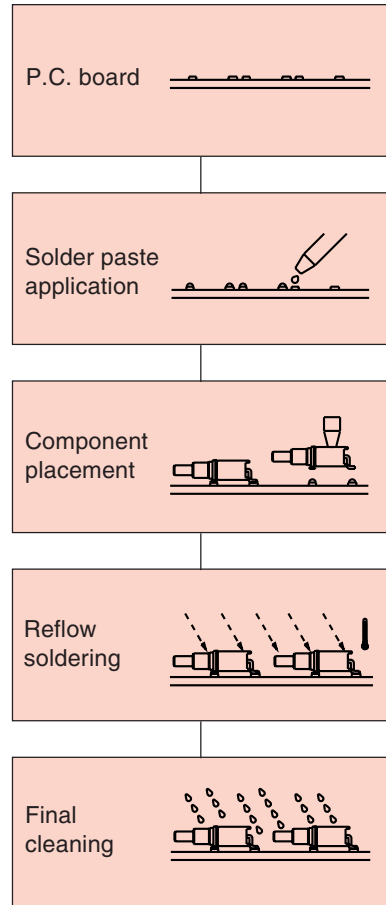 P.C. board
Solder paste
application
Component
placement
Reflow
soldering
Final
cleaning